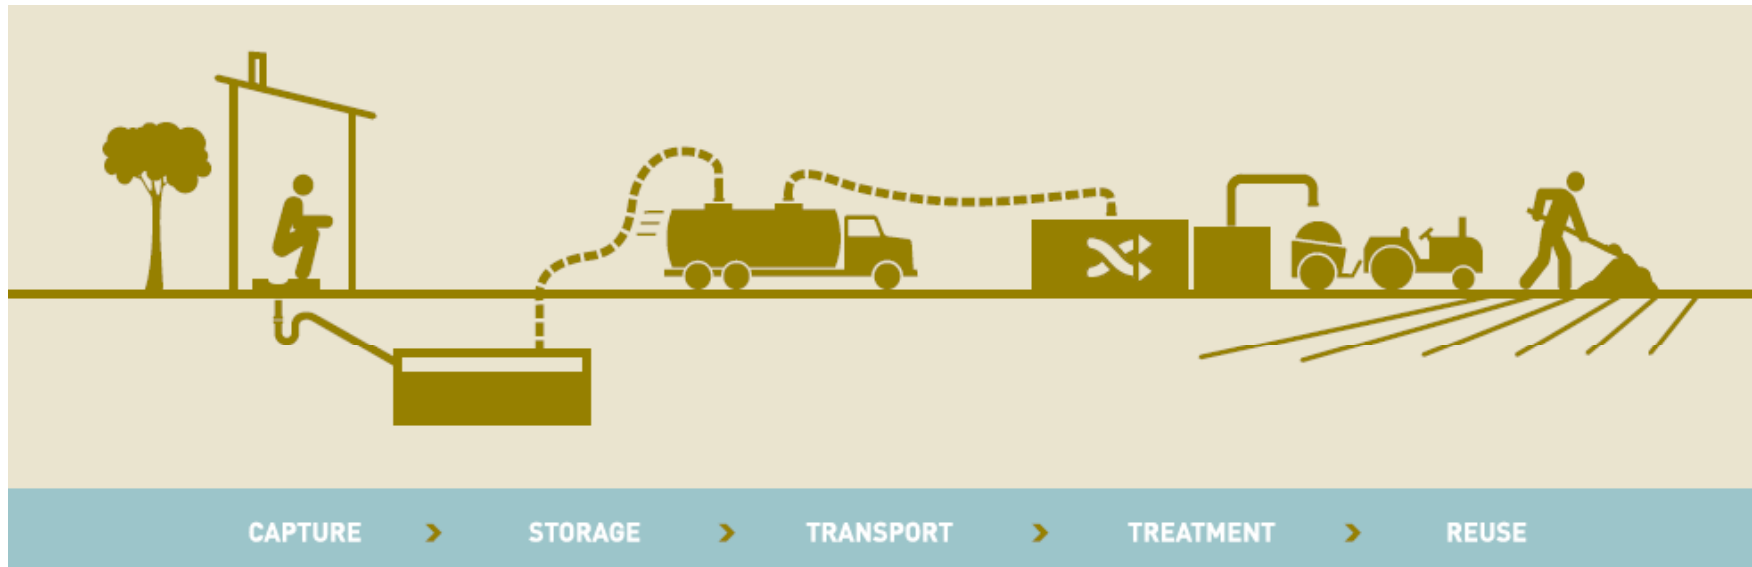 CAPTURE > STORAGE > TRANSPORT > TREATMENT > REUSE